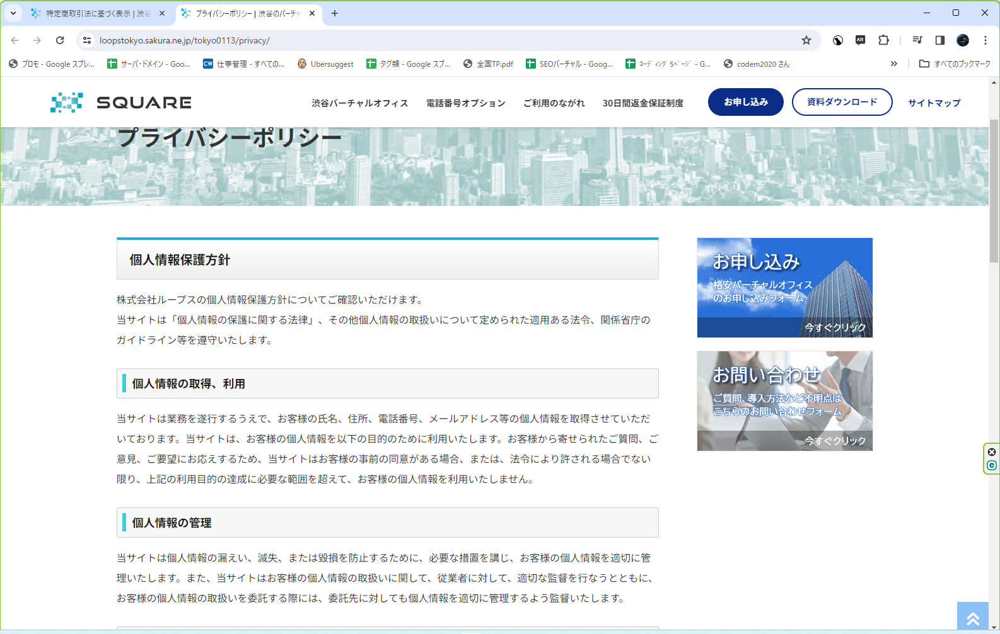 特定商取引法に基づく表示 | 渋谷
プライバシーポリシー | 渋谷のバーチャ
loopstokyo.sakura.ne.jp/tokyo0113/privacy/
Alt
プロモ - Google スプレ...
サーバ・ドメイン - Goo...
CW 仕事管理 - すべての...
Ubersuggest
タグ類 - Google スプ...
全国TP.pdf
SEOバーチャル - Goog...
コーディング 5ページ - G...
codem2020 さん
すべてのブックマーク
SQUARE
渋谷バーチャルオフィス
電話番号オプション
ご利用のながれ
30日間返金保証制度
お申し込み
資料ダウンロード
サイトマップ
プライバシーポリシー
個人情報保護方針
株式会社ループスの個人情報保護方針についてご確認いただけます。
当サイトは「個人情報の保護に関する法律」、その他個人情報の取扱いについて定められた適用ある法令、関係省庁の
ガイドライン等を遵守いたします。
個人情報の取得、利用
当サイトは業務を遂行するうえで、お客様の氏名、住所、電話番号、メールアドレス等の個人情報を取得させていただ
いております。当サイトは、お客様の個人情報を以下の目的のために利用いたします。お客様から寄せられたご質問、ご
意見、ご要望にお応えするため、当サイトはお客様の事前の同意がある場合、または、法令により許される場合でない
限り、上記の利用目的の達成に必要な範囲を超えて、お客様の個人情報を利用いたしません。
個人情報の管理
当サイトは個人情報の漏えい、滅失、または毀損を防止するために、必要な措置を講じ、お客様の個人情報を適切に管
理いたします。また、当サイトはお客様の個人情報の取扱いに関して、従業者に対して、適切な監督を行なうとともに、
お客様の個人情報の取扱いを委託する際には、委託先に対しても個人情報を適切に管理するよう監督いたします。
お申し込み
格安バーチャルオフィス
のお申し込みフォーム
今すぐクリック
お問い合わせ
ご質問、導入方法など不明点は
こちらのお問い合わせフォーム
今すぐクリック